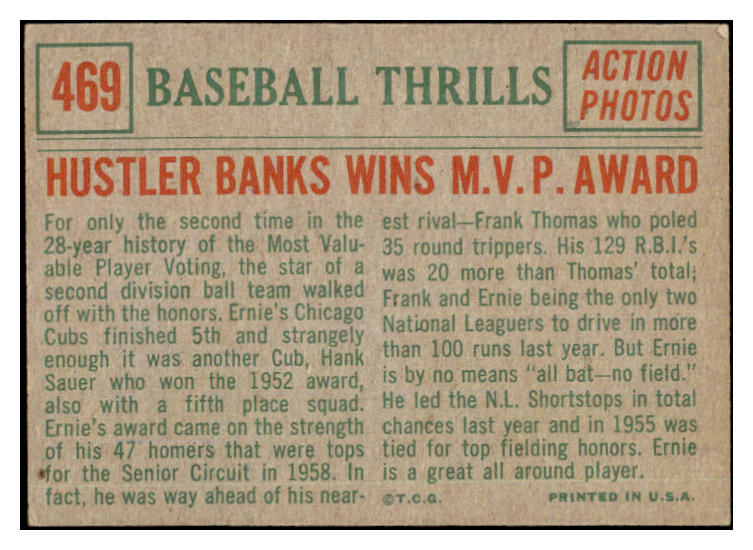 469
BASEBALL THRILLS
ACTION
PHOTOS
HUSTLER BANKS WINS M.V.P. AWARD
For only the second time in the
28-year history of the Most Valu-
able Player Voting, the star of a
second division ball team walked
off with the honors. Ernie's Chicago
Cubs finished 5th and strangely
enough it was another Cub, Hank
Sauer who won the 1952 award,
also with a fifth place squad.
Ernie's award came on the strength
of his 47 homers that were tops
for the Senior Circuit in 1958. In
fact, he was way ahead of his near-
est rival—Frank Thomas who poled
35 round trippers. His 129 R.B.I.'s
was 20 more than Thomas' total;
Frank and Ernie being the only two
National Leaguers to drive in more
than 100 runs last year. But Ernie
is by no means "all bat—no field."
He led the N.L. Shortstops in total
chances last year and in 1955 was
tied for top fielding honors. Ernie
is a great all around player.
©T.C.G. PRINTED IN U.S.A.